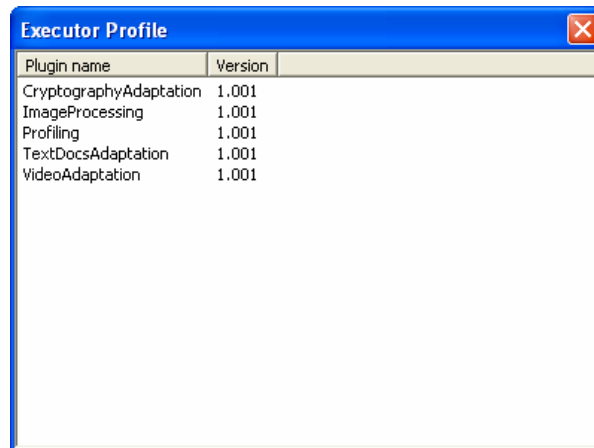 Executor Profile
Plugin name Version
CryptographyAdaptation 1.001
ImageProcessing 1.001
Profiling 1.001
TextDocsAdaptation 1.001
VideoAdaptation 1.001